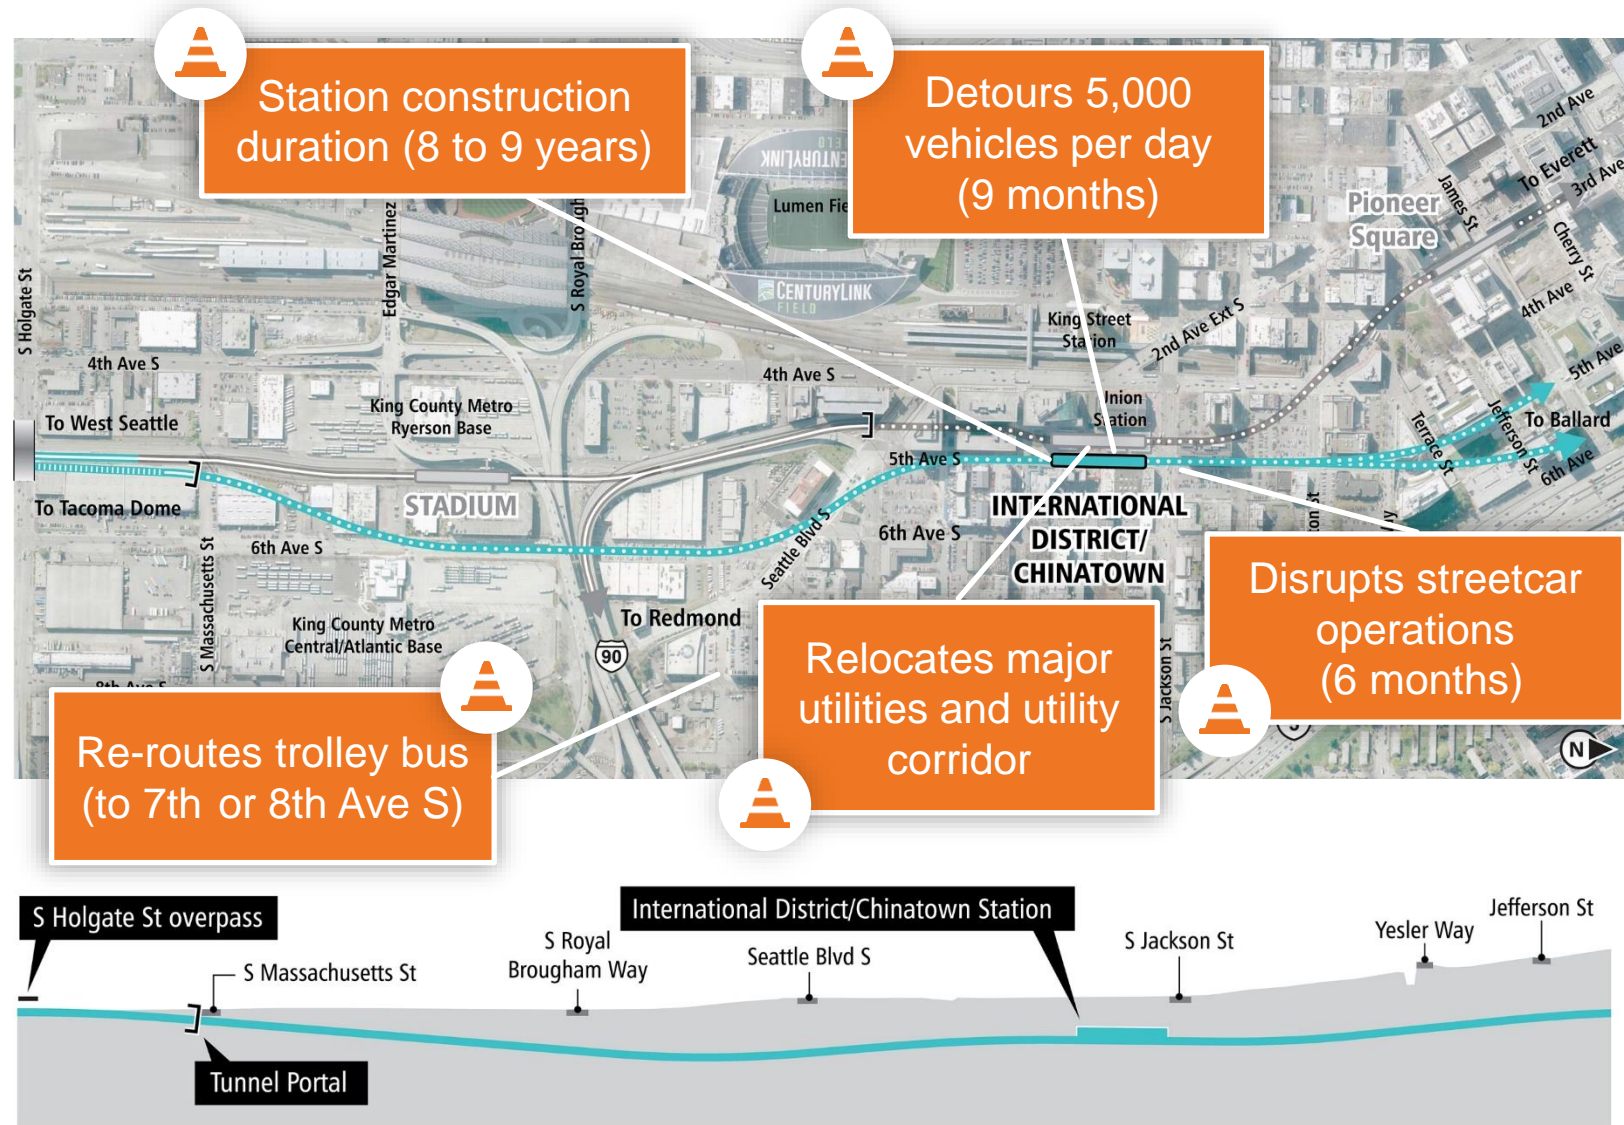 Station construction
duration (8 to 9 years)
Detours 5,000
vehicles per day
(9 months)
2nd Ave
To Everett
3rd Ave
James St
Pioneer
Square
Cherry St
4th Ave
5th Ave
CENTURYLINK
Lumen
Edgar Martinez
S Royal
S Holgate St
CENTURYLINK
FIELD
King Street
Station
2nd Ave Ext S
4th Ave S
4th Ave S
King County Metro
Ryerson Base
Union
Station
To West Seattle
To Ballard
Terrace St
Jefferson St
6th Ave
5th Ave S
STADIUM
To Tacoma Dome
INTERNATIONAL
DISTRICT/
CHINATOWN
6th Ave S
6th Ave S
Seattle Blvd S
S Massachusetts St
King County Metro
Central/Atlantic Base
To Redmond
90
8th Ave S
S Jackson St
N
Disrupts streetcar
operations
(6 months)
Relocates major
utilities and utility
corridor
Re-routes trolley bus
(to 7th or 8th Ave S)
S Holgate St overpass
International District/Chinatown Station
Jefferson St
Yesler Way
S Jackson St
S Royal
Brougham Way
Seattle Blvd S
S Massachusetts St
Tunnel Portal